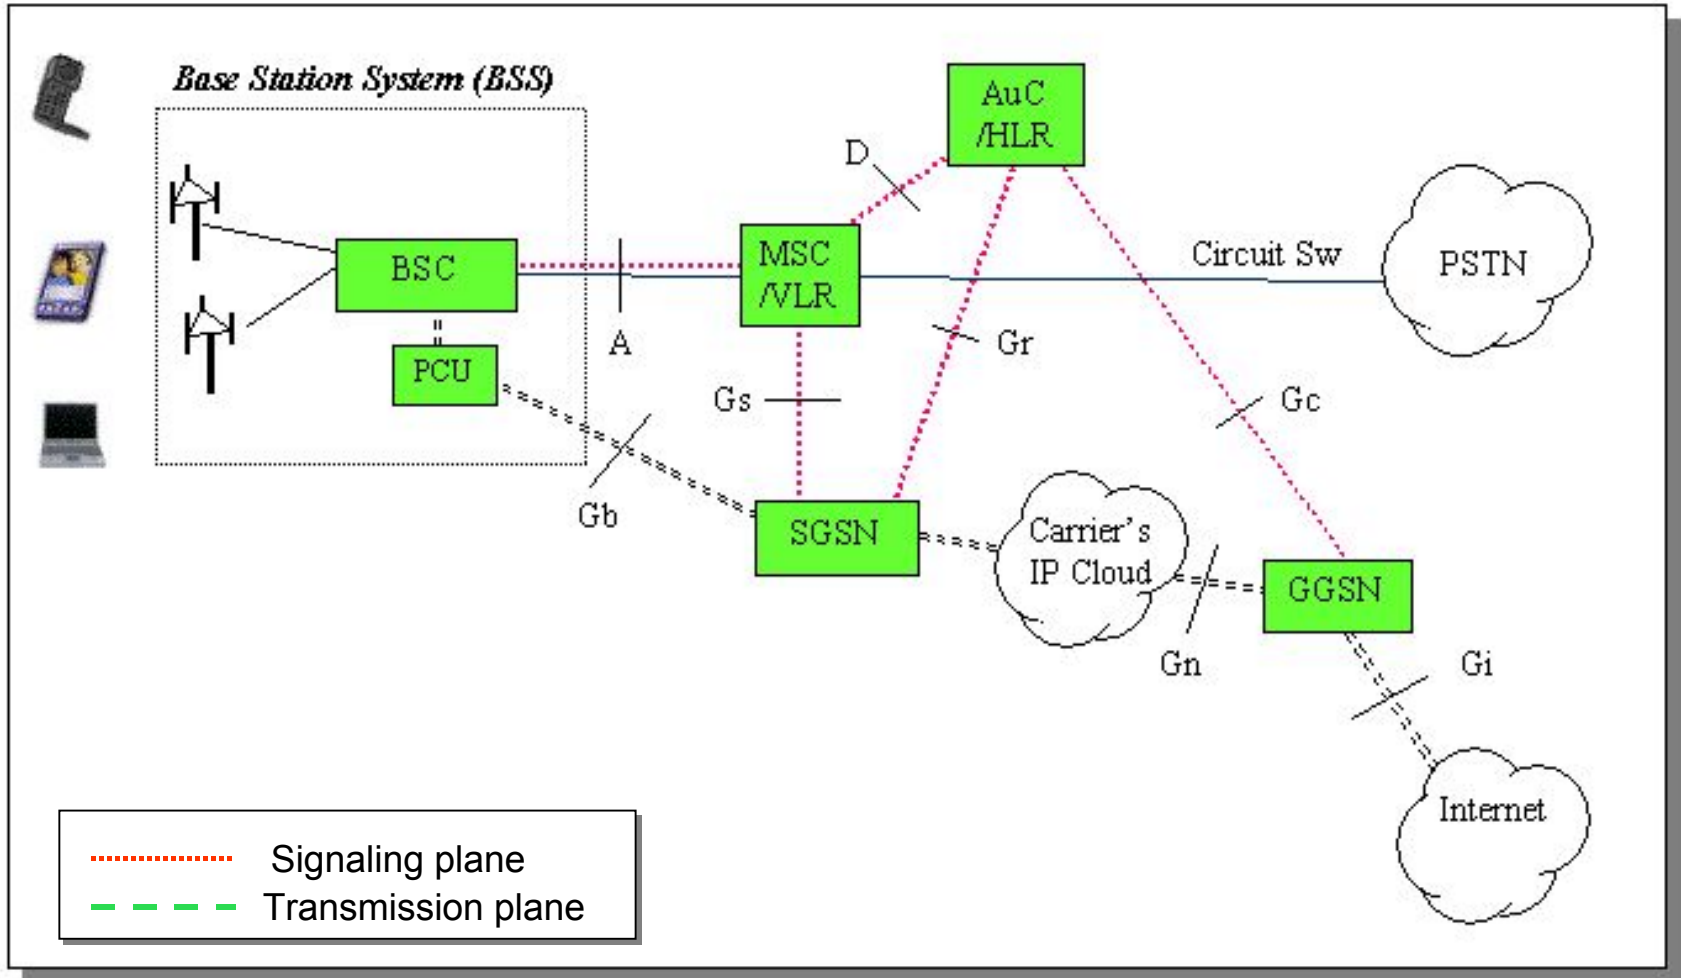 Base Station System (BSS)
AuC
/HLR
D
BSC
MSC
/VLR
Circuit Sw
PSTN
A
Gr
PCU
Gs
Gc
Gb
SGSN
Carrier's
IP Cloud
GGSN
Gn
Gi
Internet
Signaling plane
Transmission plane